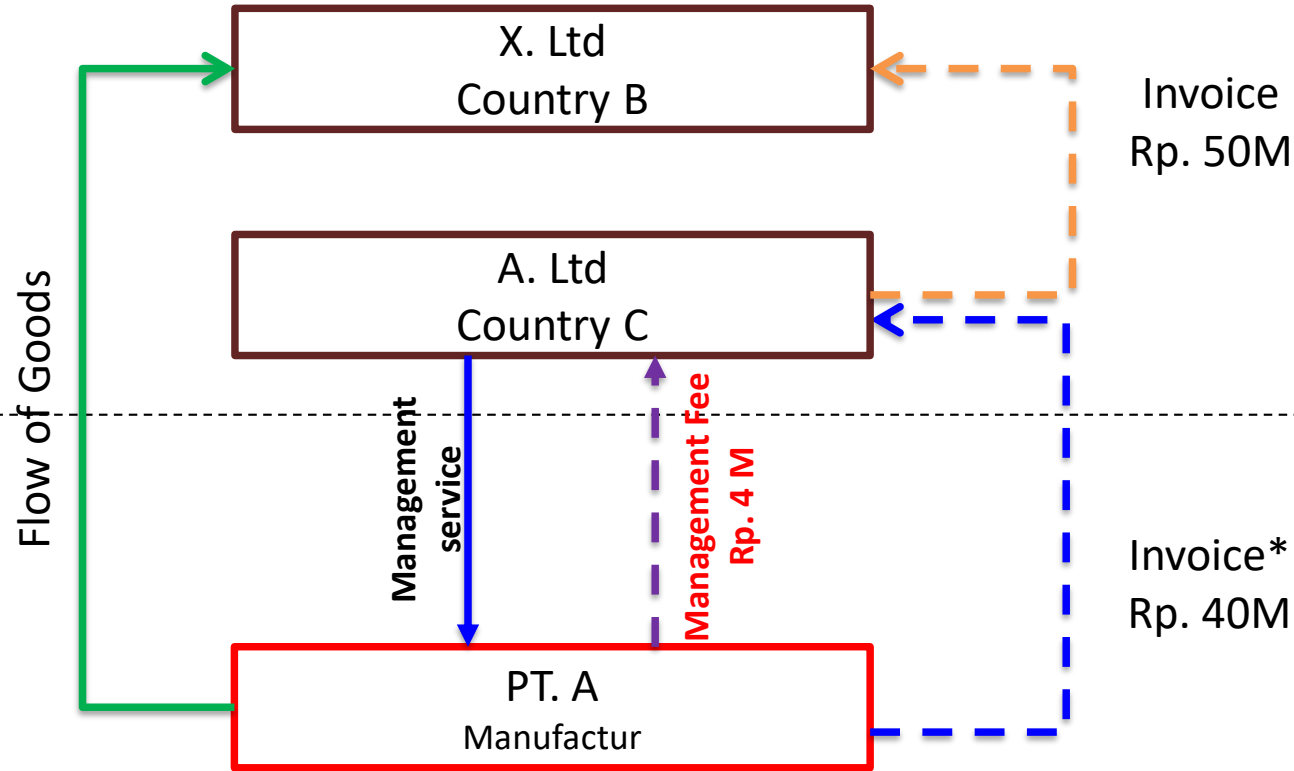 X. Ltd
Country B
Invoice
Rp. 50M
A. Ltd
Country C
Flow of Goods
Management
service
Management Fee
Rp. 4 M
Invoice*
Rp. 40M
PT. A
Manufactur